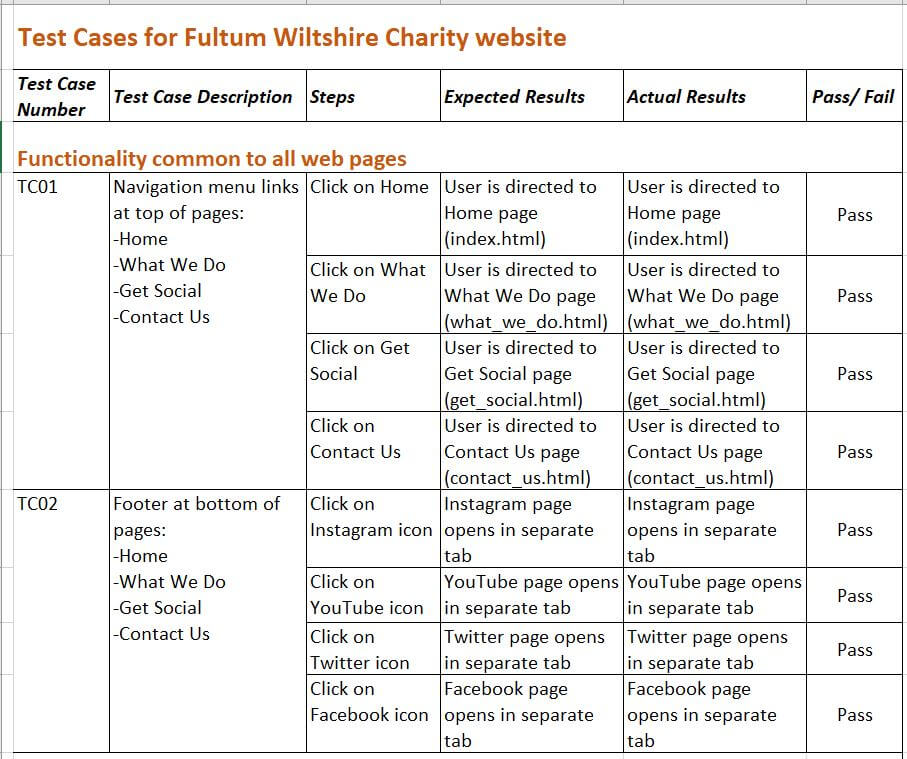 Test Cases for Fultum Wiltshire Charity website
Test Case Number
Test Case Description
Steps
Expected Results
Actual Results
Pass/ Fail
Functionality common to all web pages
TC01
Navigation menu links
at top of pages:
-Home
-What We Do
-Get Social
-Contact Us
Click on Home
User is directed to
Home page
(index.html)
User is directed to
Home page
(index.html)
Pass
Click on What
We Do
User is directed to
What We Do page
(what_we_do.html)
User is directed to
What We Do page
(what_we_do.html)
Pass
Click on Get
Social
User is directed to
Get Social page
(get_social.html)
User is directed to
Get Social page
(get_social.html)
Pass
Click on
Contact Us
User is directed to
Contact Us page
(contact_us.html)
User is directed to
Contact Us page
(contact_us.html)
Pass
TC02
Footer at bottom of
pages:
-Home
-What We Do
-Get Social
-Contact Us
Click on
Instagram icon
Instagram page
opens in separate
tab
Instagram page
opens in separate
tab
Pass
Click on
YouTube icon
YouTube page opens
in separate tab
YouTube page opens
in separate tab
Pass
Click on
Twitter icon
Twitter page opens
in separate tab
Twitter page opens
in separate tab
Pass
Click on
Facebook icon
Facebook page
opens in separate
tab
Facebook page
opens in separate
tab
Pass